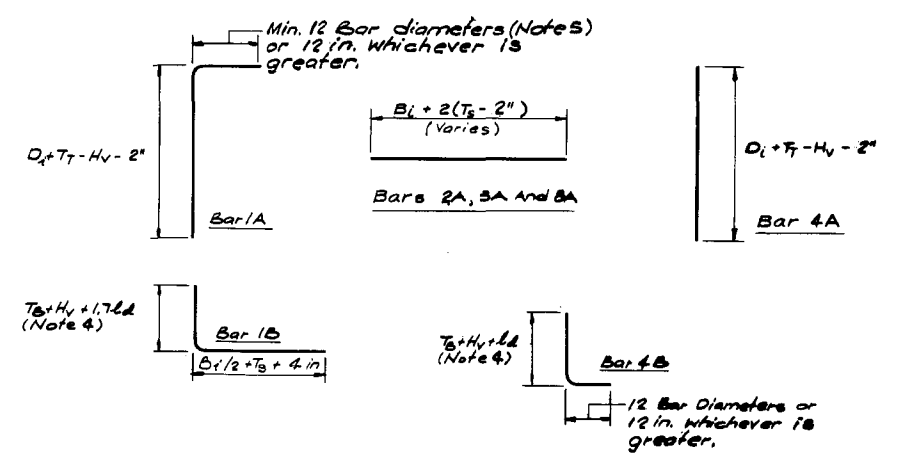 Min. 12 Bar diameters (Note 5)
or 12 in. whichever is
greater.
Di + TT - HV - 2"
Bar 1A
Bi + 2(TS - 2")
(Varies)
Bars 2A, 3A And 8A
Di + TT - HV - 2"
Bar 4A
TB + HV + 1.7 ld
(Note 4)
Bar 1B
Bi/2 + TS + 4 in
TB + HV + ld
(Note 4)
Bar 4B
12 Bar Diameters or
12 in. whichever is
greater.